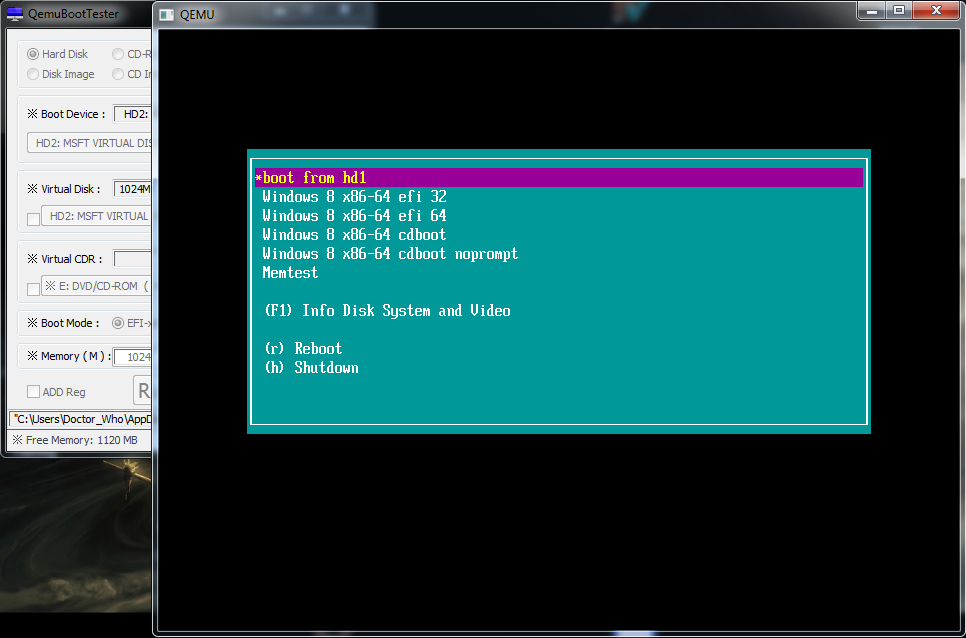 QemuBootTester
Hard Disk
CD-R
Disk Image
CD In
※ Boot Device :
HD2:
HD2: MSFT VIRTUAL DIS
※ Virtual Disk :
1024M
HD2: MSFT VIRTUAL
※ Virtual CDR :
※ E: DVD/CD-ROM (
※ Boot Mode :
EFI-x
※ Memory ( M ) :
1024
ADD Reg
R
"C:\Users\Doctor_Who\AppD
※ Free Memory: 1120 MB
QEMU
*boot from hd1
Windows 8 x86-64 efi 32
Windows 8 x86-64 efi 64
Windows 8 x86-64 cdboot
Windows 8 x86-64 cdboot noprompt
Memtest
(F1) Info Disk System and Video
(r) Reboot
(h) Shutdown